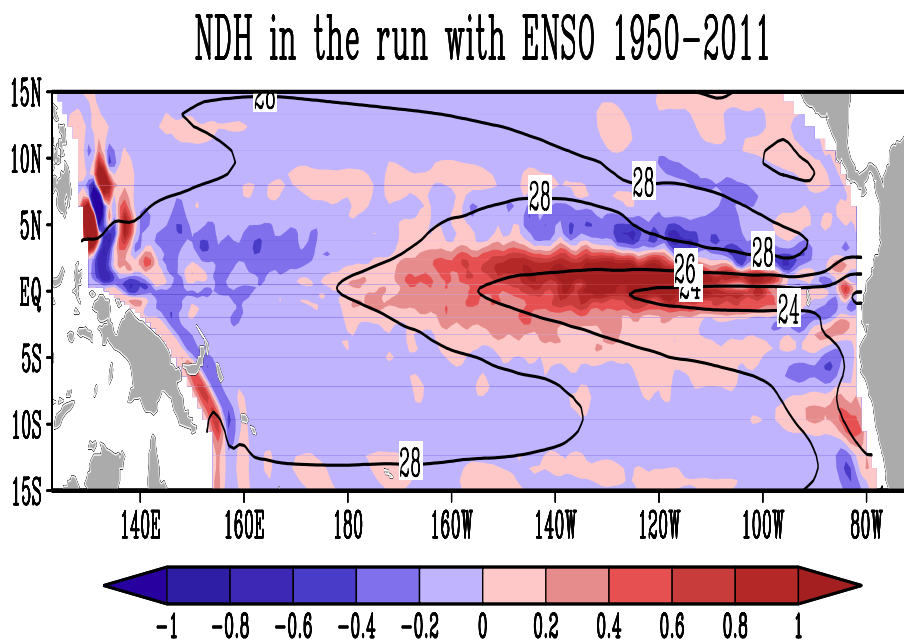 NDH in the run with ENSO 1950-2011
15N
28
10N
28
28
5N
28
26
EQ
24
24
5S
10S
28
15S
140E 160E 180 160W 140W 120W 100W 80W
-1 -0.8 -0.6 -0.4 -0.2 0 0.2 0.4 0.6 0.8 1